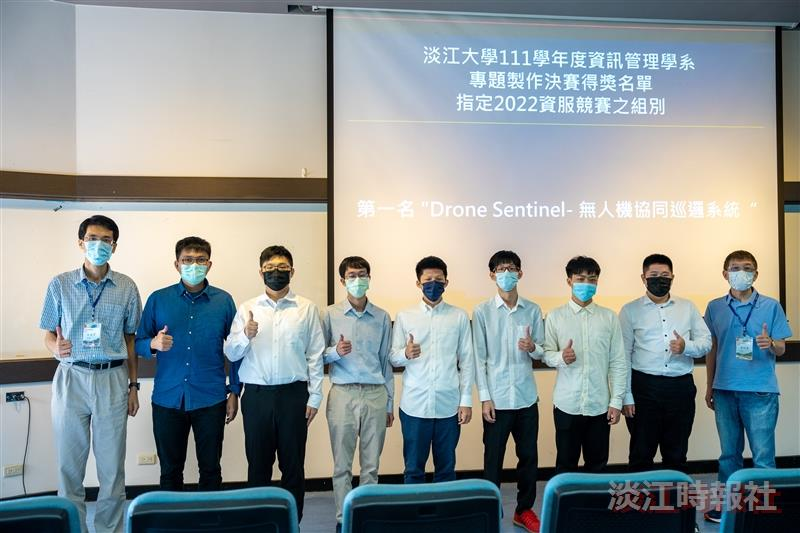 淡江大學111學年度資訊管理學系
專題製作決賽得獎名單
指定2022資服競賽之組別
第一名 "Drone Sentinel- 無人機協同巡邏系統 "
淡江時報社